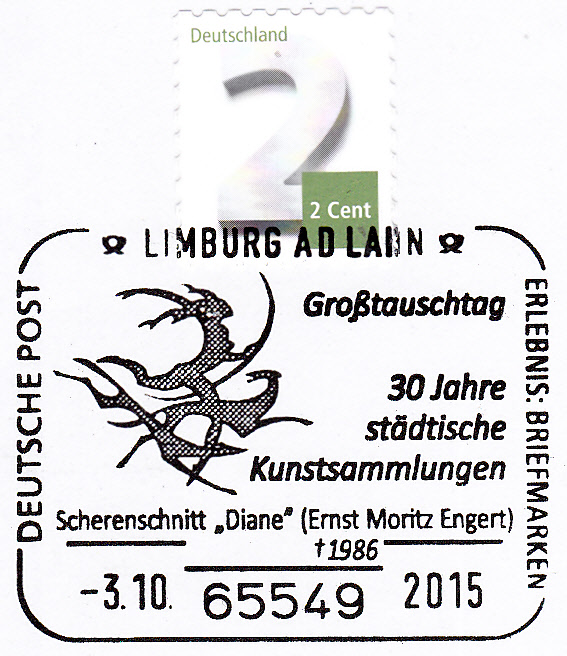 Deutschland
2
2 Cent
LIMBURG AD LAHN
DEUTSCHE POST
ERLEBNIS: BRIEFMARKEN
Großtauschtag
30 Jahre
städtische
Kunstsammlungen
Scherenschnitt „Diane" (Ernst Moritz Engert)
†1986
-3.10. 65549 2015